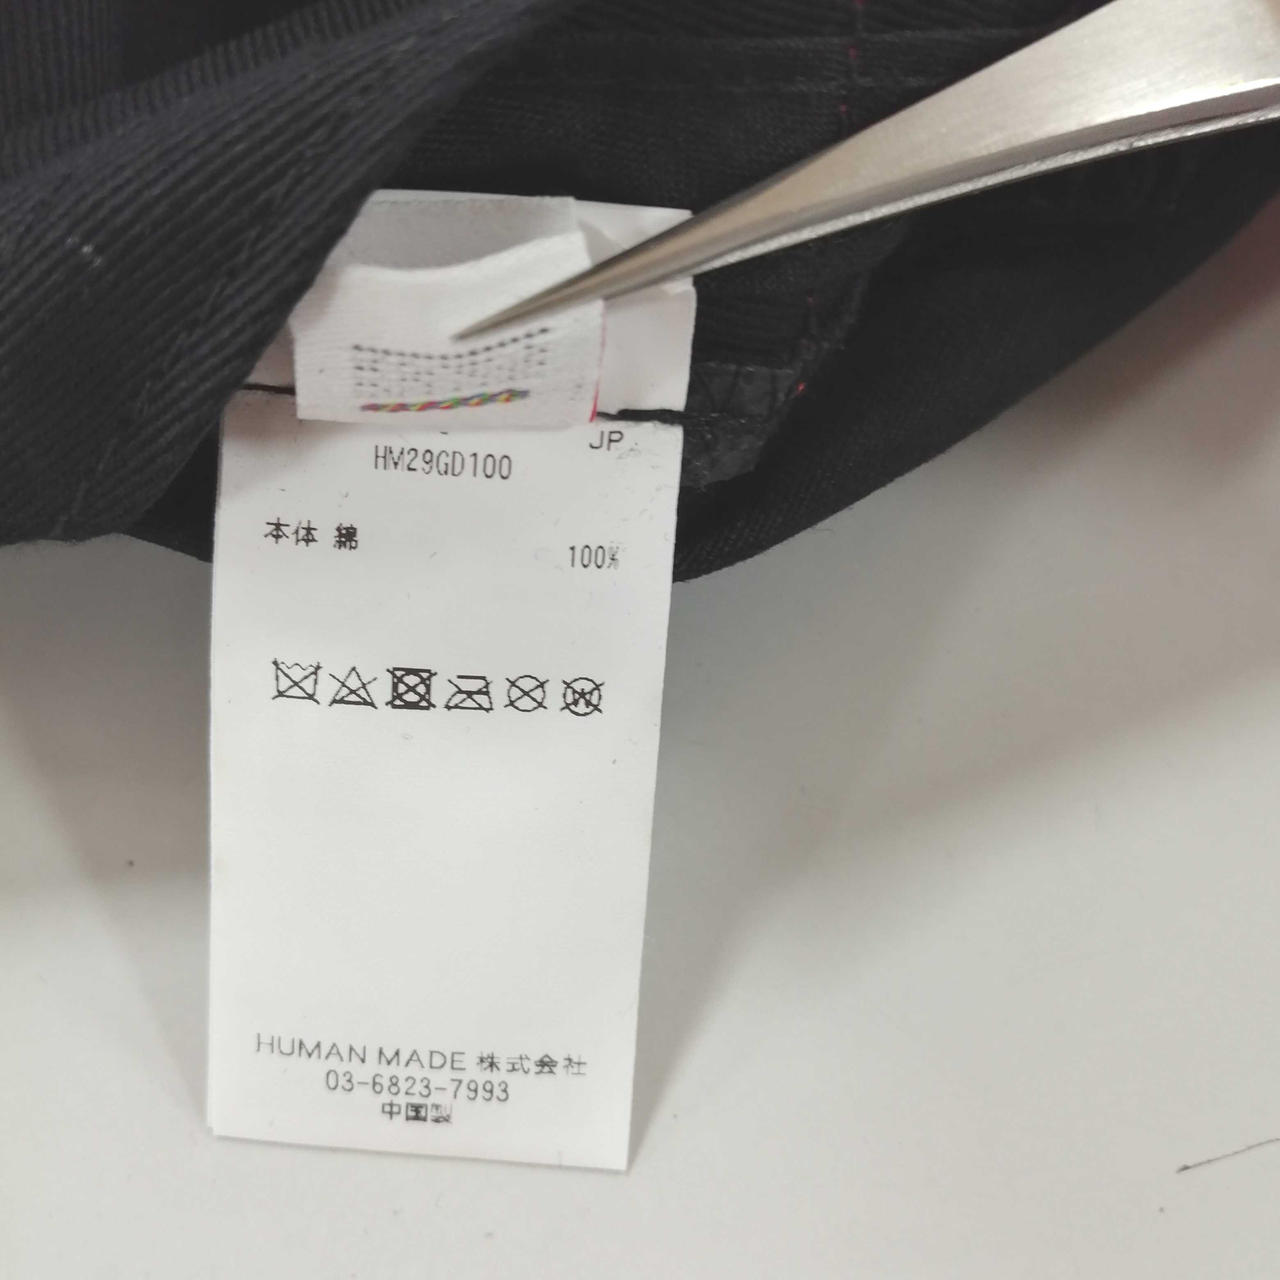 JP
HM29GD100
本体 綿 100%
HUMAN MADE 株式会社
03-6823-7993
中国製